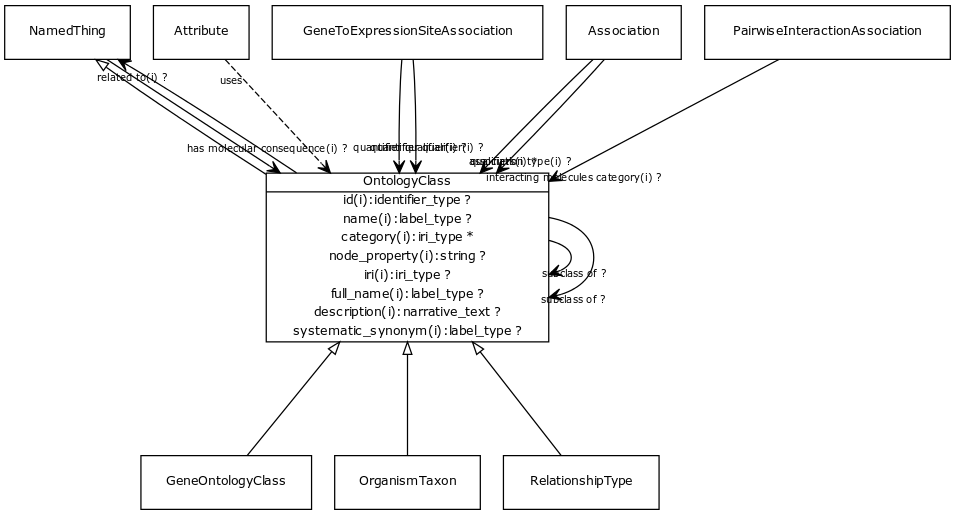 NamedThing
Attribute
GeneToExpressionSiteAssociation
Association
PairwiseInteractionAssociation
related to(i) ?
uses
has molecular consequence(i) ?
quantifier qualifier(i) ?
interacting molecules category(i) ?
OntologyClass
id(i):identifier_type ?
name(i):label_type ?
category(i):iri_type *
node_property(i):string ?
iri(i):iri_type ?
full_name(i):label_type ?
description(i):narrative_text ?
systematic_synonym(i):label_type ?
subclass of ?
subclass of ?
GeneOntologyClass
OrganismTaxon
RelationshipType